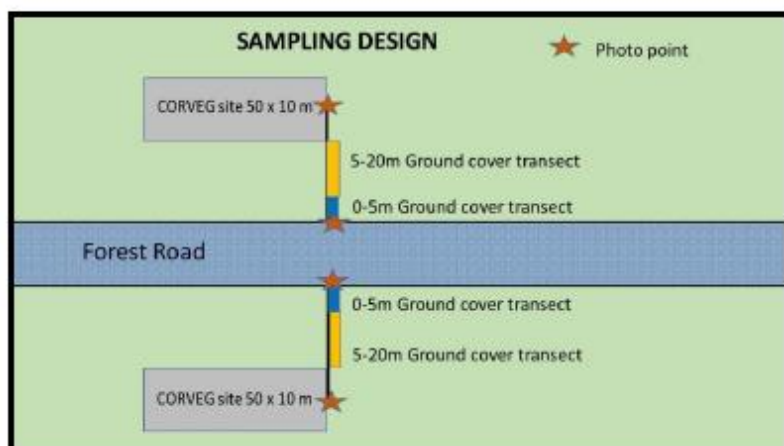 SAMPLING DESIGN
Photo point
CORVEG site 50 x 10 m
5-20m Ground cover transect
0-5m Ground cover transect
Forest Road
0-5m Ground cover transect
5-20m Ground cover transect
CORVEG site 50 x 10 m